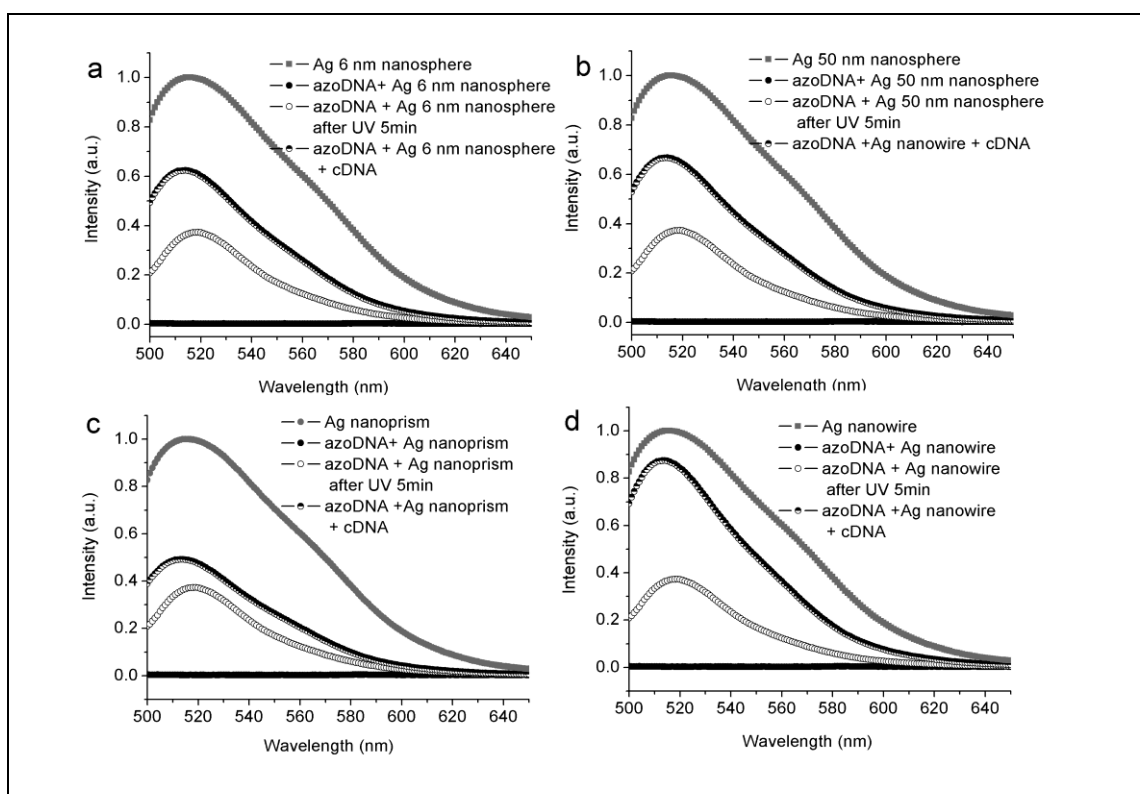 a
Ag 6 nm nanosphere
azoDNA+ Ag 6 nm nanosphere
azoDNA + Ag 6 nm nanosphere
after UV 5min
azoDNA + Ag 6 nm nanosphere
+ cDNA
Intensity (a.u.)
1.0
0.8
0.6
0.4
0.2
0.0
500 520 540 560 580 600 620 640
Wavelength (nm)
b
Ag 50 nm nanosphere
azoDNA+ Ag 50 nm nanosphere
azoDNA + Ag 50 nm nanosphere
after UV 5min
azoDNA +Ag nanowire + cDNA
Intensity (a.u.)
1.0
0.8
0.6
0.4
0.2
0.0
500 520 540 560 580 600 620 640
Wavelength (nm)
c
Ag nanoprism
azoDNA+ Ag nanoprism
azoDNA + Ag nanoprism
after UV 5min
azoDNA +Ag nanoprism
+ cDNA
Intensity (a.u.)
1.0
0.8
0.6
0.4
0.2
0.0
500 520 540 560 580 600 620 640
Wavelength (nm)
d
Ag nanowire
azoDNA+ Ag nanowire
azoDNA + Ag nanowire
after UV 5min
azoDNA +Ag nanowire
+ cDNA
Intensity (a.u.)
1.0
0.8
0.6
0.4
0.2
0.0
500 520 540 560 580 600 620 640
Wavelength (nm)